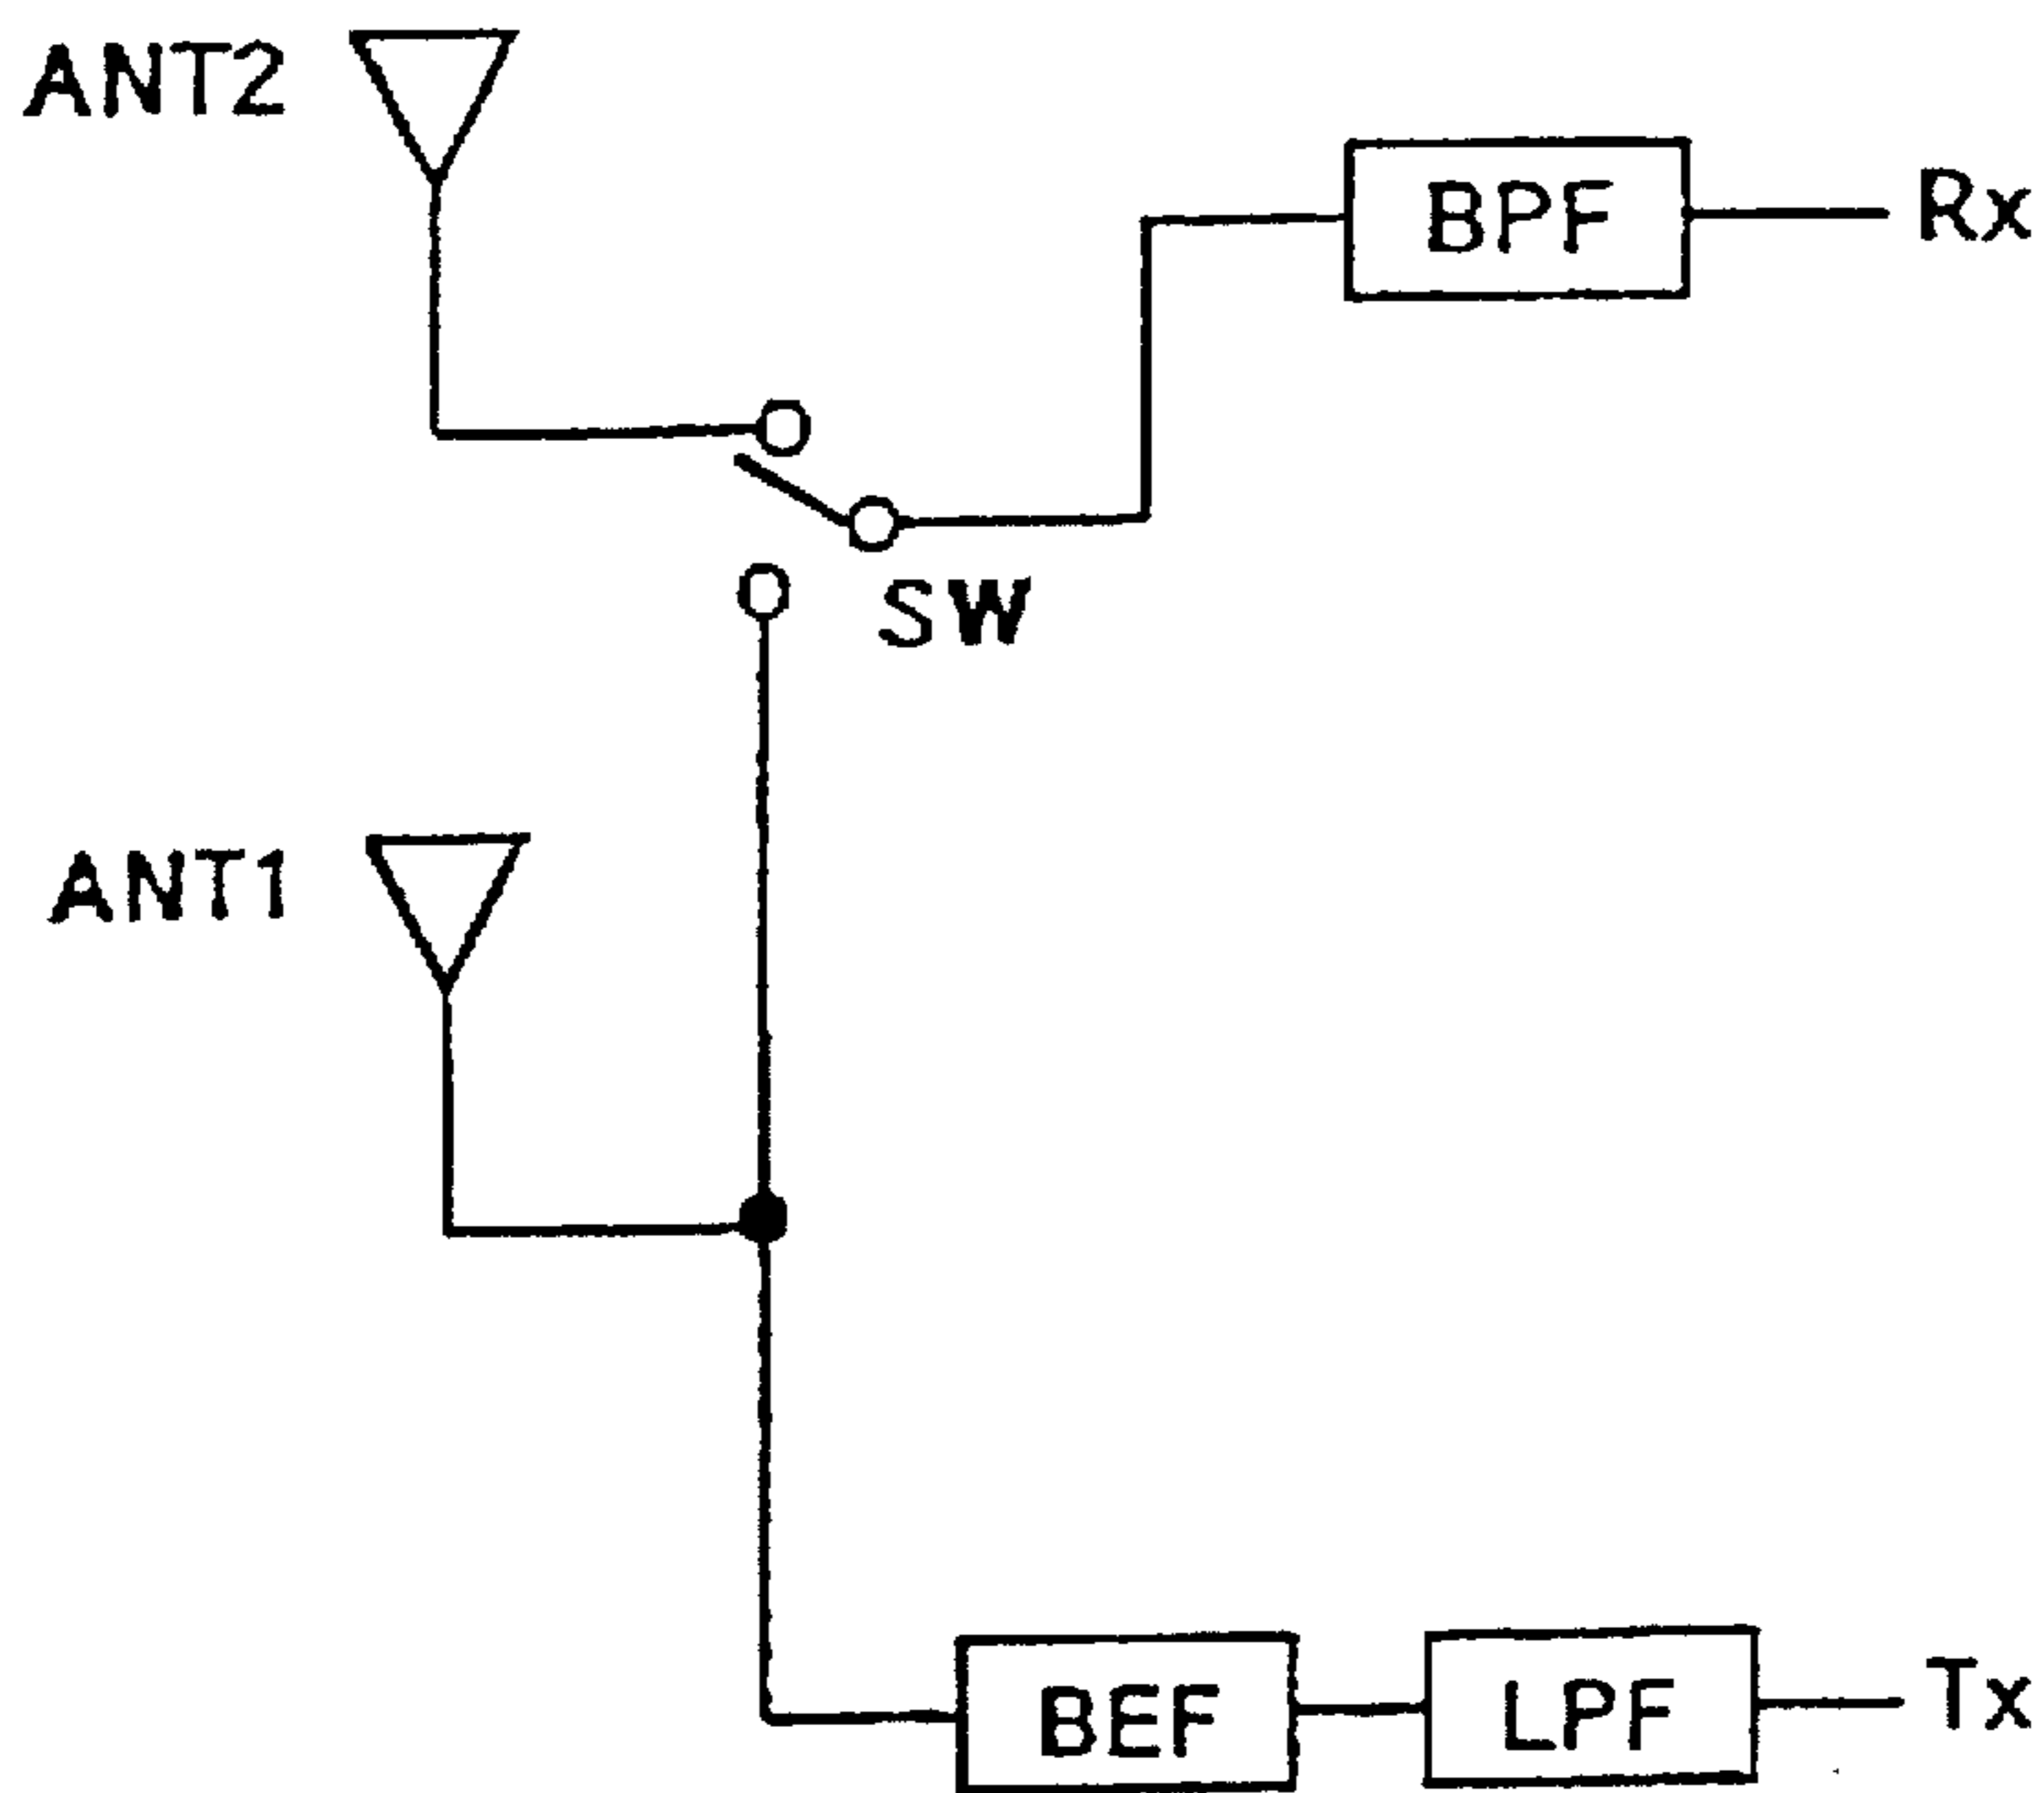 ANT2
BPF
Rx
SW
ANT1
BEF
LPF
Tx